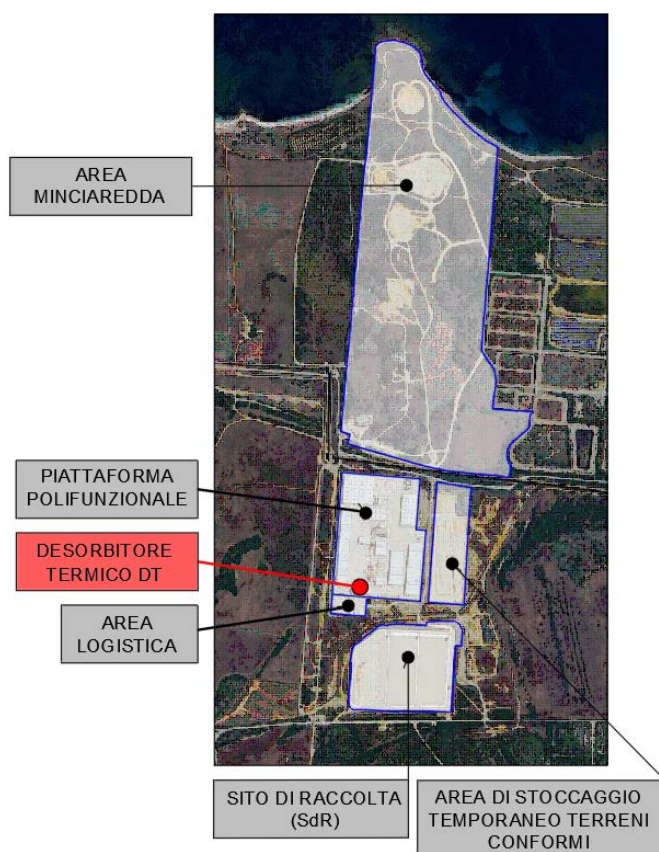 AREA
MINCIAREDDA
PIATTAFORMA
POLIFUNZIONALE
DESORBITORE
TERMICO DT
AREA
LOGISTICA
SITO DI RACCOLTA
(SdR)
AREA DI STOCCAGGIO
TEMPORANEO TERRENI
CONFORMI